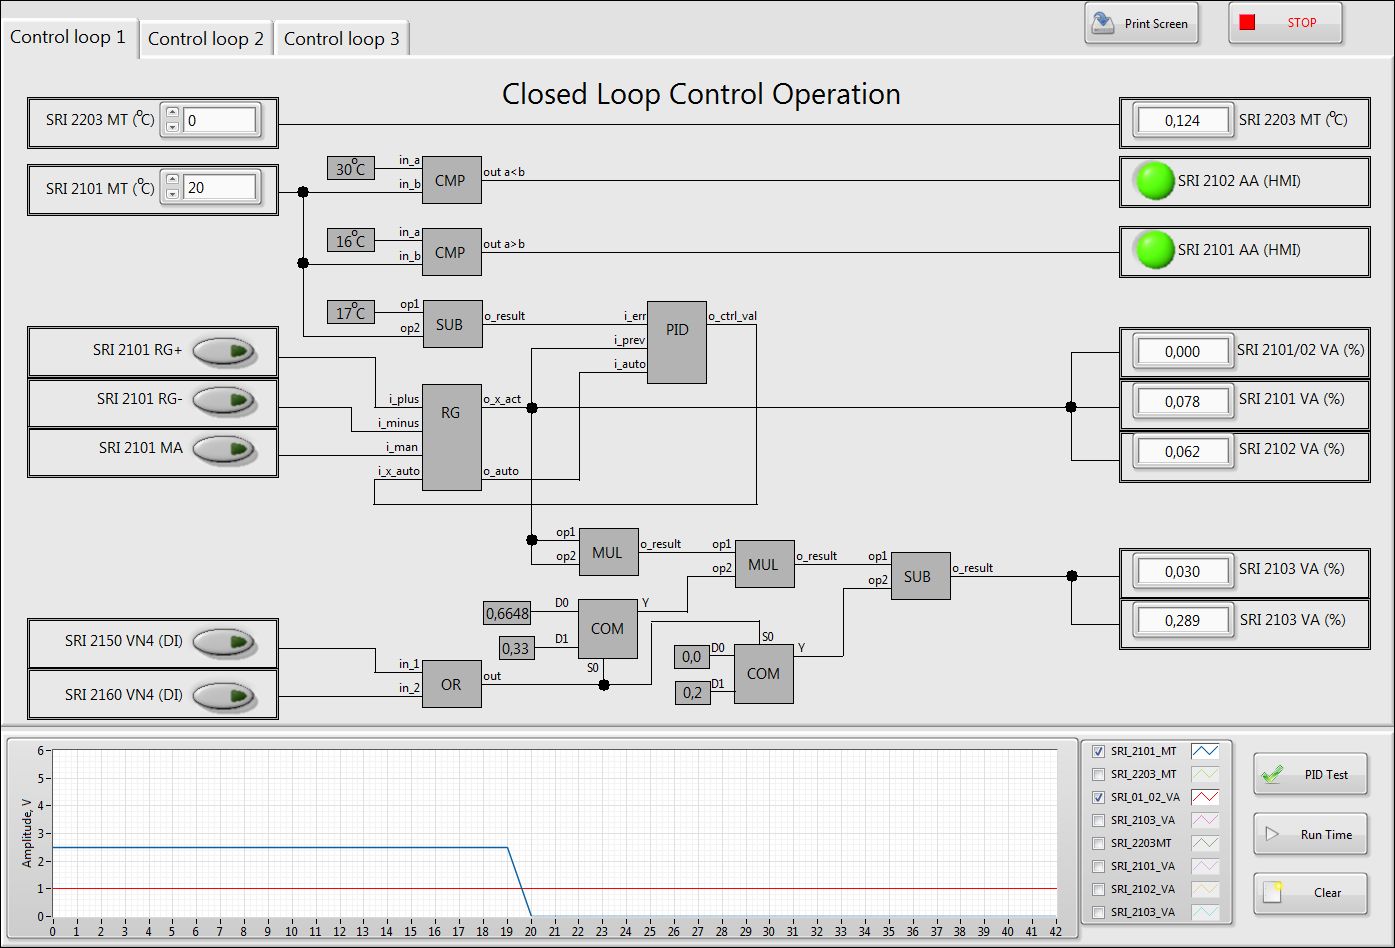 Control loop 1
Control loop 2
Control loop 3
Print Screen
STOP
Closed Loop Control Operation
SRI 2203 MT (°C)
0
0,124
SRI 2203 MT (°C)
SRI 2101 MT (°C)
20
30°C
in_a
in_b
CMP
out a<b
SRI 2102 AA (HMI)
16°C
in_a
in_b
CMP
out a>b
SRI 2101 AA (HMI)
17°C
op1
op2
SUB
o_result
i_err
i_prev
i_auto
PID
o_ctrl_val
SRI 2101 RG+
SRI 2101 RG-
SRI 2101 MA
i_plus
i_minus
i_man
i_x_auto
RG
o_x_act
o_auto
0,000
SRI 2101/02 VA (%)
0,078
SRI 2101 VA (%)
0,062
SRI 2102 VA (%)
op1
op2
MUL
o_result
op1
op2
MUL
o_result
op1
op2
SUB
o_result
0,030
SRI 2103 VA (%)
0,289
SRI 2103 VA (%)
0,6648
D0
0,33
D1
COM
Y
S0
SRI 2150 VN4 (DI)
SRI 2160 VN4 (DI)
in_1
in_2
OR
out
0,0
D0
0,2
D1
S0
COM
Y
Amplitude, V
6
5
4
3
2
1
0
0 1 2 3 4 5 6 7 8 9 10 11 12 13 14 15 16 17 18 19 20 21 22 23 24 25 26 27 28 29 30 31 32 33 34 35 36 37 38 39 40 41 42
SRI_2101_MT
SRI_2203_MT
SRI_01_02_VA
SRI_2103_VA
SRI_2203MT
SRI_2101_VA
SRI_2102_VA
SRI_2103_VA
PID Test
Run Time
Clear